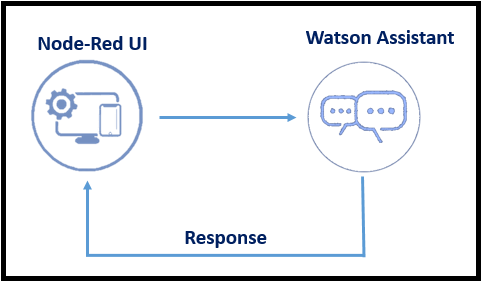 Node-Red UI
Watson Assistant
Response